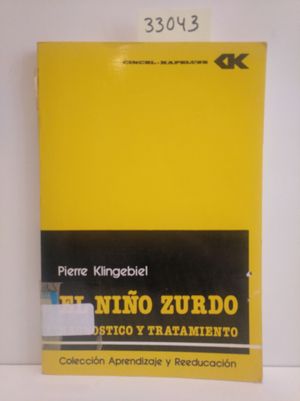 33043
CINCEL-KAPELUSZ CK
Pierre Klingebiel
EL NIÑO ZURDO
DIAGNOSTICO Y TRATAMIENTO
Colección Aprendizaje y Reeducación